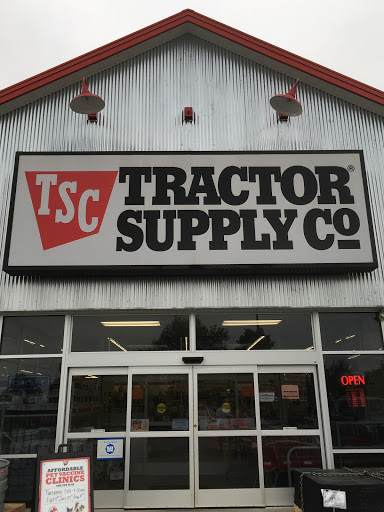 TSC TRACTOR®
SUPPLY CO
OPEN
AFFORDABLE
PET VACCINE
CLINICS